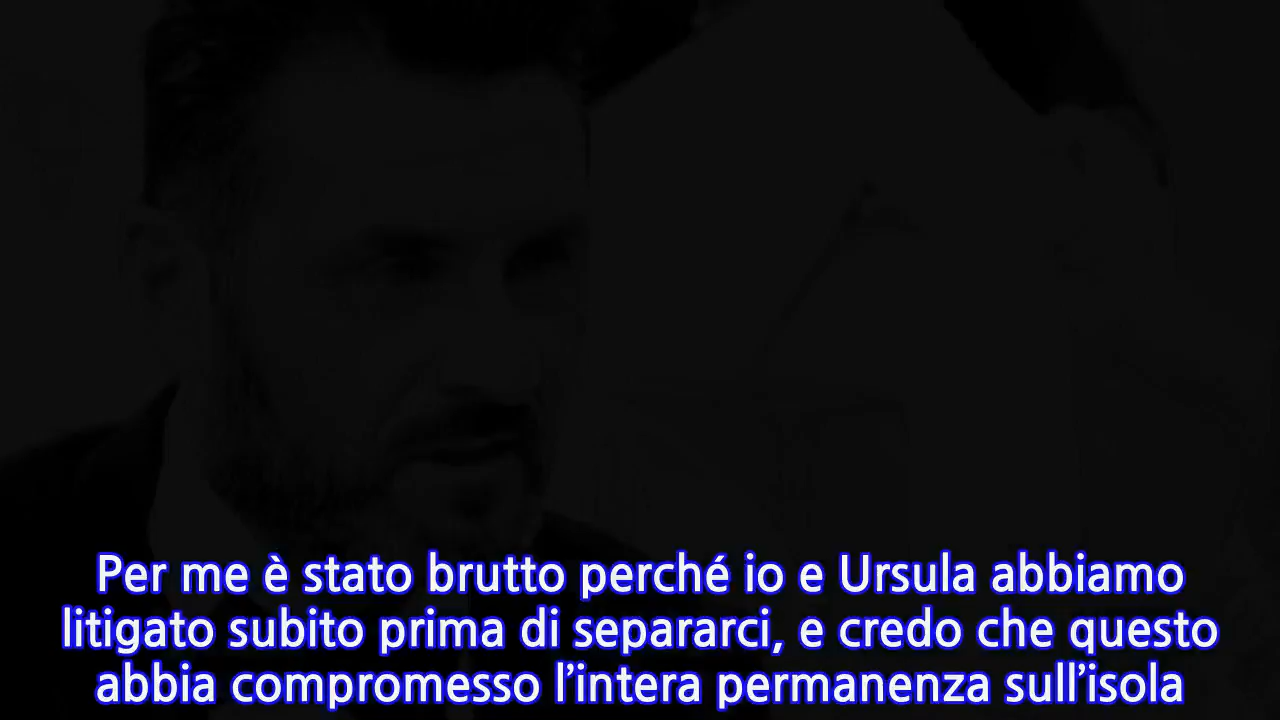 Per me è stato brutto perché io e Ursula abbiamo
litigato subito prima di separarci, e credo che questo
abbia compromesso l’intera permanenza sull’isola